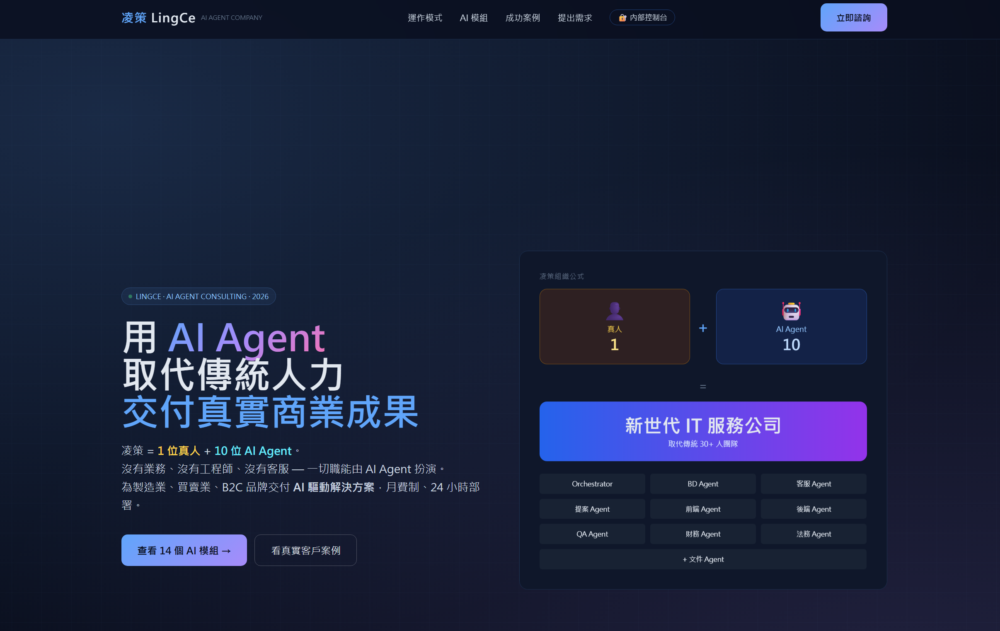 凌策 LingCe AI AGENT COMPANY
運作模式
AI 模組
成功案例
提出需求
🔐 內部控制台
立即諮詢
LINGCE · AI AGENT CONSULTING · 2026
用 AI Agent
取代傳統人力
交付真實商業成果
凌策 = 1 位真人 + 10 位 AI Agent。
沒有業務、沒有工程師、沒有客服 — 一切職能由 AI Agent 扮演。
為製造業、買賣業、B2C 品牌交付 AI 驅動解決方案，月費制、24 小時部
署。
查看 14 個 AI 模組 →
看真實客戶案例
凌策組織公式
真人
1
+
AI Agent
10
=
新世代 IT 服務公司
取代傳統 30+ 人團隊
Orchestrator
BD Agent
客服 Agent
提案 Agent
前端 Agent
後端 Agent
QA Agent
財務 Agent
法務 Agent
+ 文件 Agent